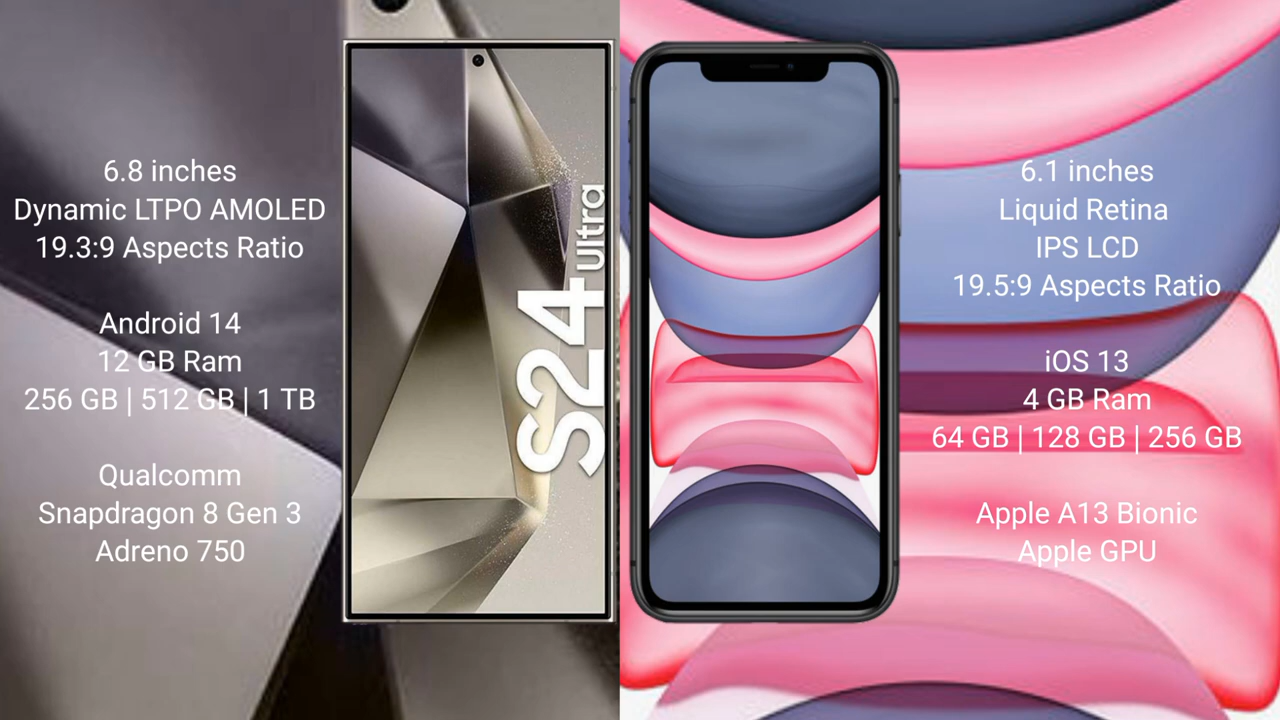 6.8 inches
Dynamic LTPO AMOLED
19.3:9 Aspects Ratio
Android 14
12 GB Ram
256 GB | 512 GB | 1 TB
Qualcomm
Snapdragon 8 Gen 3
Adreno 750
S24 Ultra
6.1 inches
Liquid Retina
IPS LCD
19.5:9 Aspects Ratio
iOS 13
4 GB Ram
64 GB | 128 GB | 256 GB
Apple A13 Bionic
Apple GPU